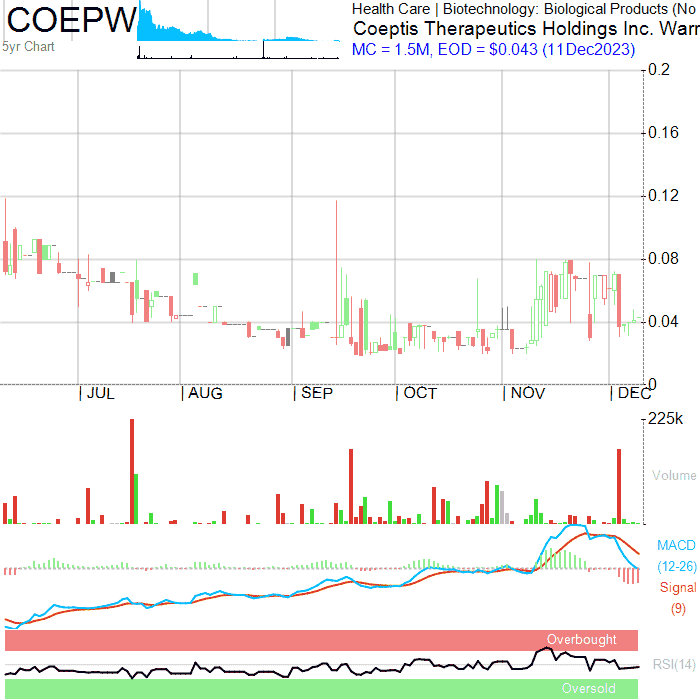 COEPW
Health Care | Biotechnology: Biological Products (No
Coeptis Therapeutics Holdings Inc. Warr
5yr Chart
MC = 1.5M, EOD = $0.043 (11Dec2023)
0.2
0.16
0.12
0.08
0.04
0
| JUL | AUG | SEP | OCT | NOV | DEC
225k
Volume
MACD
(12-26)
Signal
(9)
Overbought
RSI(14)
Oversold